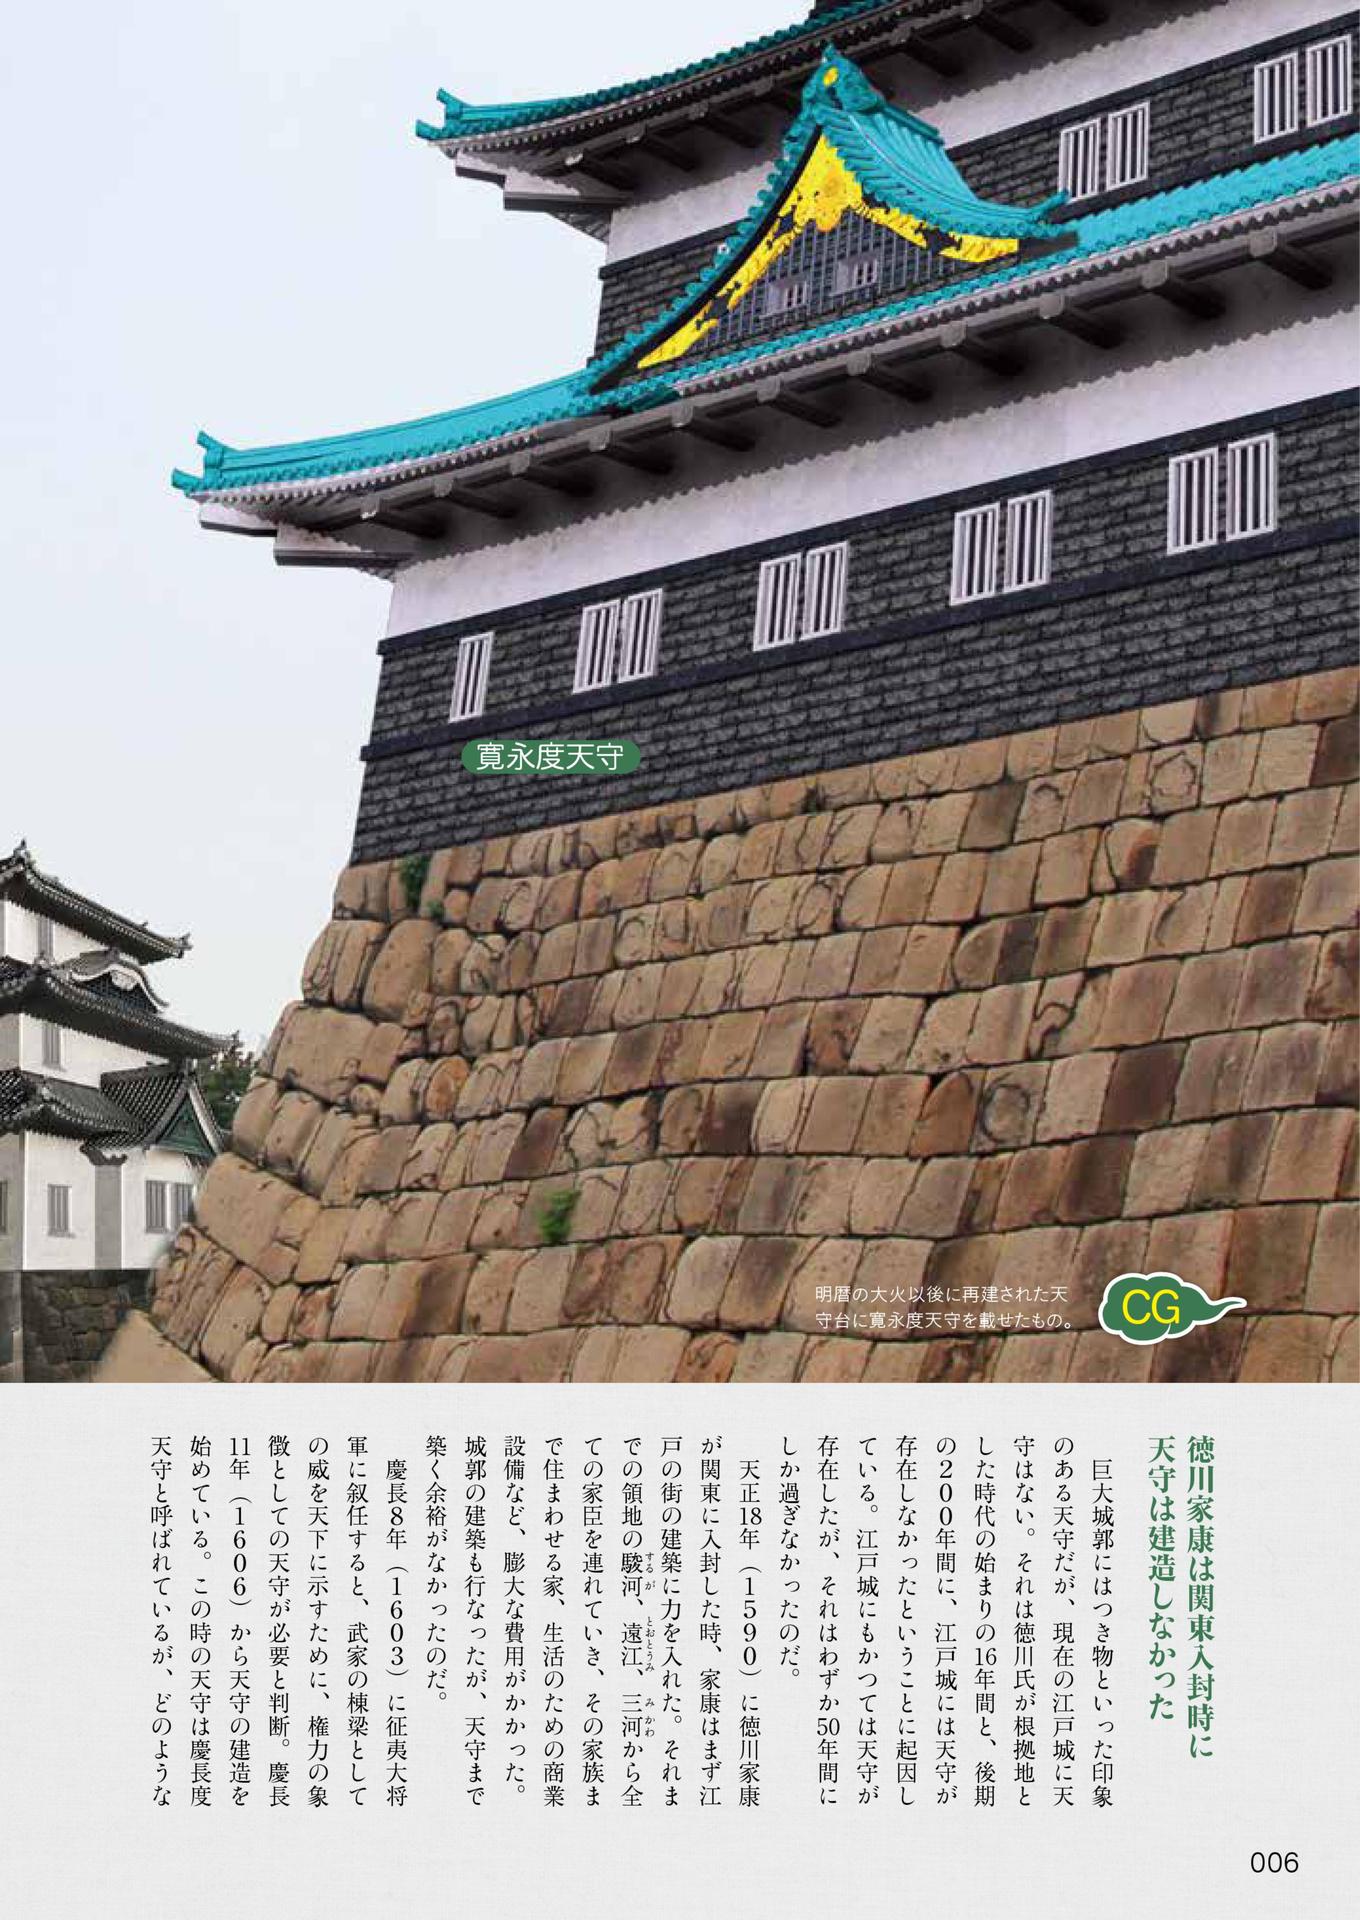 寛永度天守
明暦の大火以後に再建された天
守台に寛永度天守を載せたもの。
CG
徳川家康は関東入封時に
天守は建造しなかった
巨大城郭にはつき物といった印象
のある天守だが、現在の江戸城に天
守はない。それは徳川氏が根拠地と
した時代の始まりの16年間と、後期
の200年間に、江戸城には天守が
存在しなかったということに起因し
ている。江戸城にもかつては天守が
存在したが、それはわずか50年間に
しか過ぎなかったのだ。
天正18年（1590）に徳川家康
が関東に入封した時、家康はまず江
戸の街の建築に力を入れた。それま
での領地の駿河、遠江、三河から全
するが とおとうみ みかわ
ての家臣を連れていき、その家族ま
で住まわせる家、生活のための商業
設備など、膨大な費用がかかった。
城郭の建築も行なったが、天守まで
築く余裕がなかったのだ。
慶長8年（1603）に征夷大将
軍に叙任すると、武家の棟梁として
の威を天下に示すために、権力の象
徴としての天守が必要と判断。慶長
11年（1606）から天守の建造を
始めている。この時の天守は慶長度
天守と呼ばれているが、どのような
006